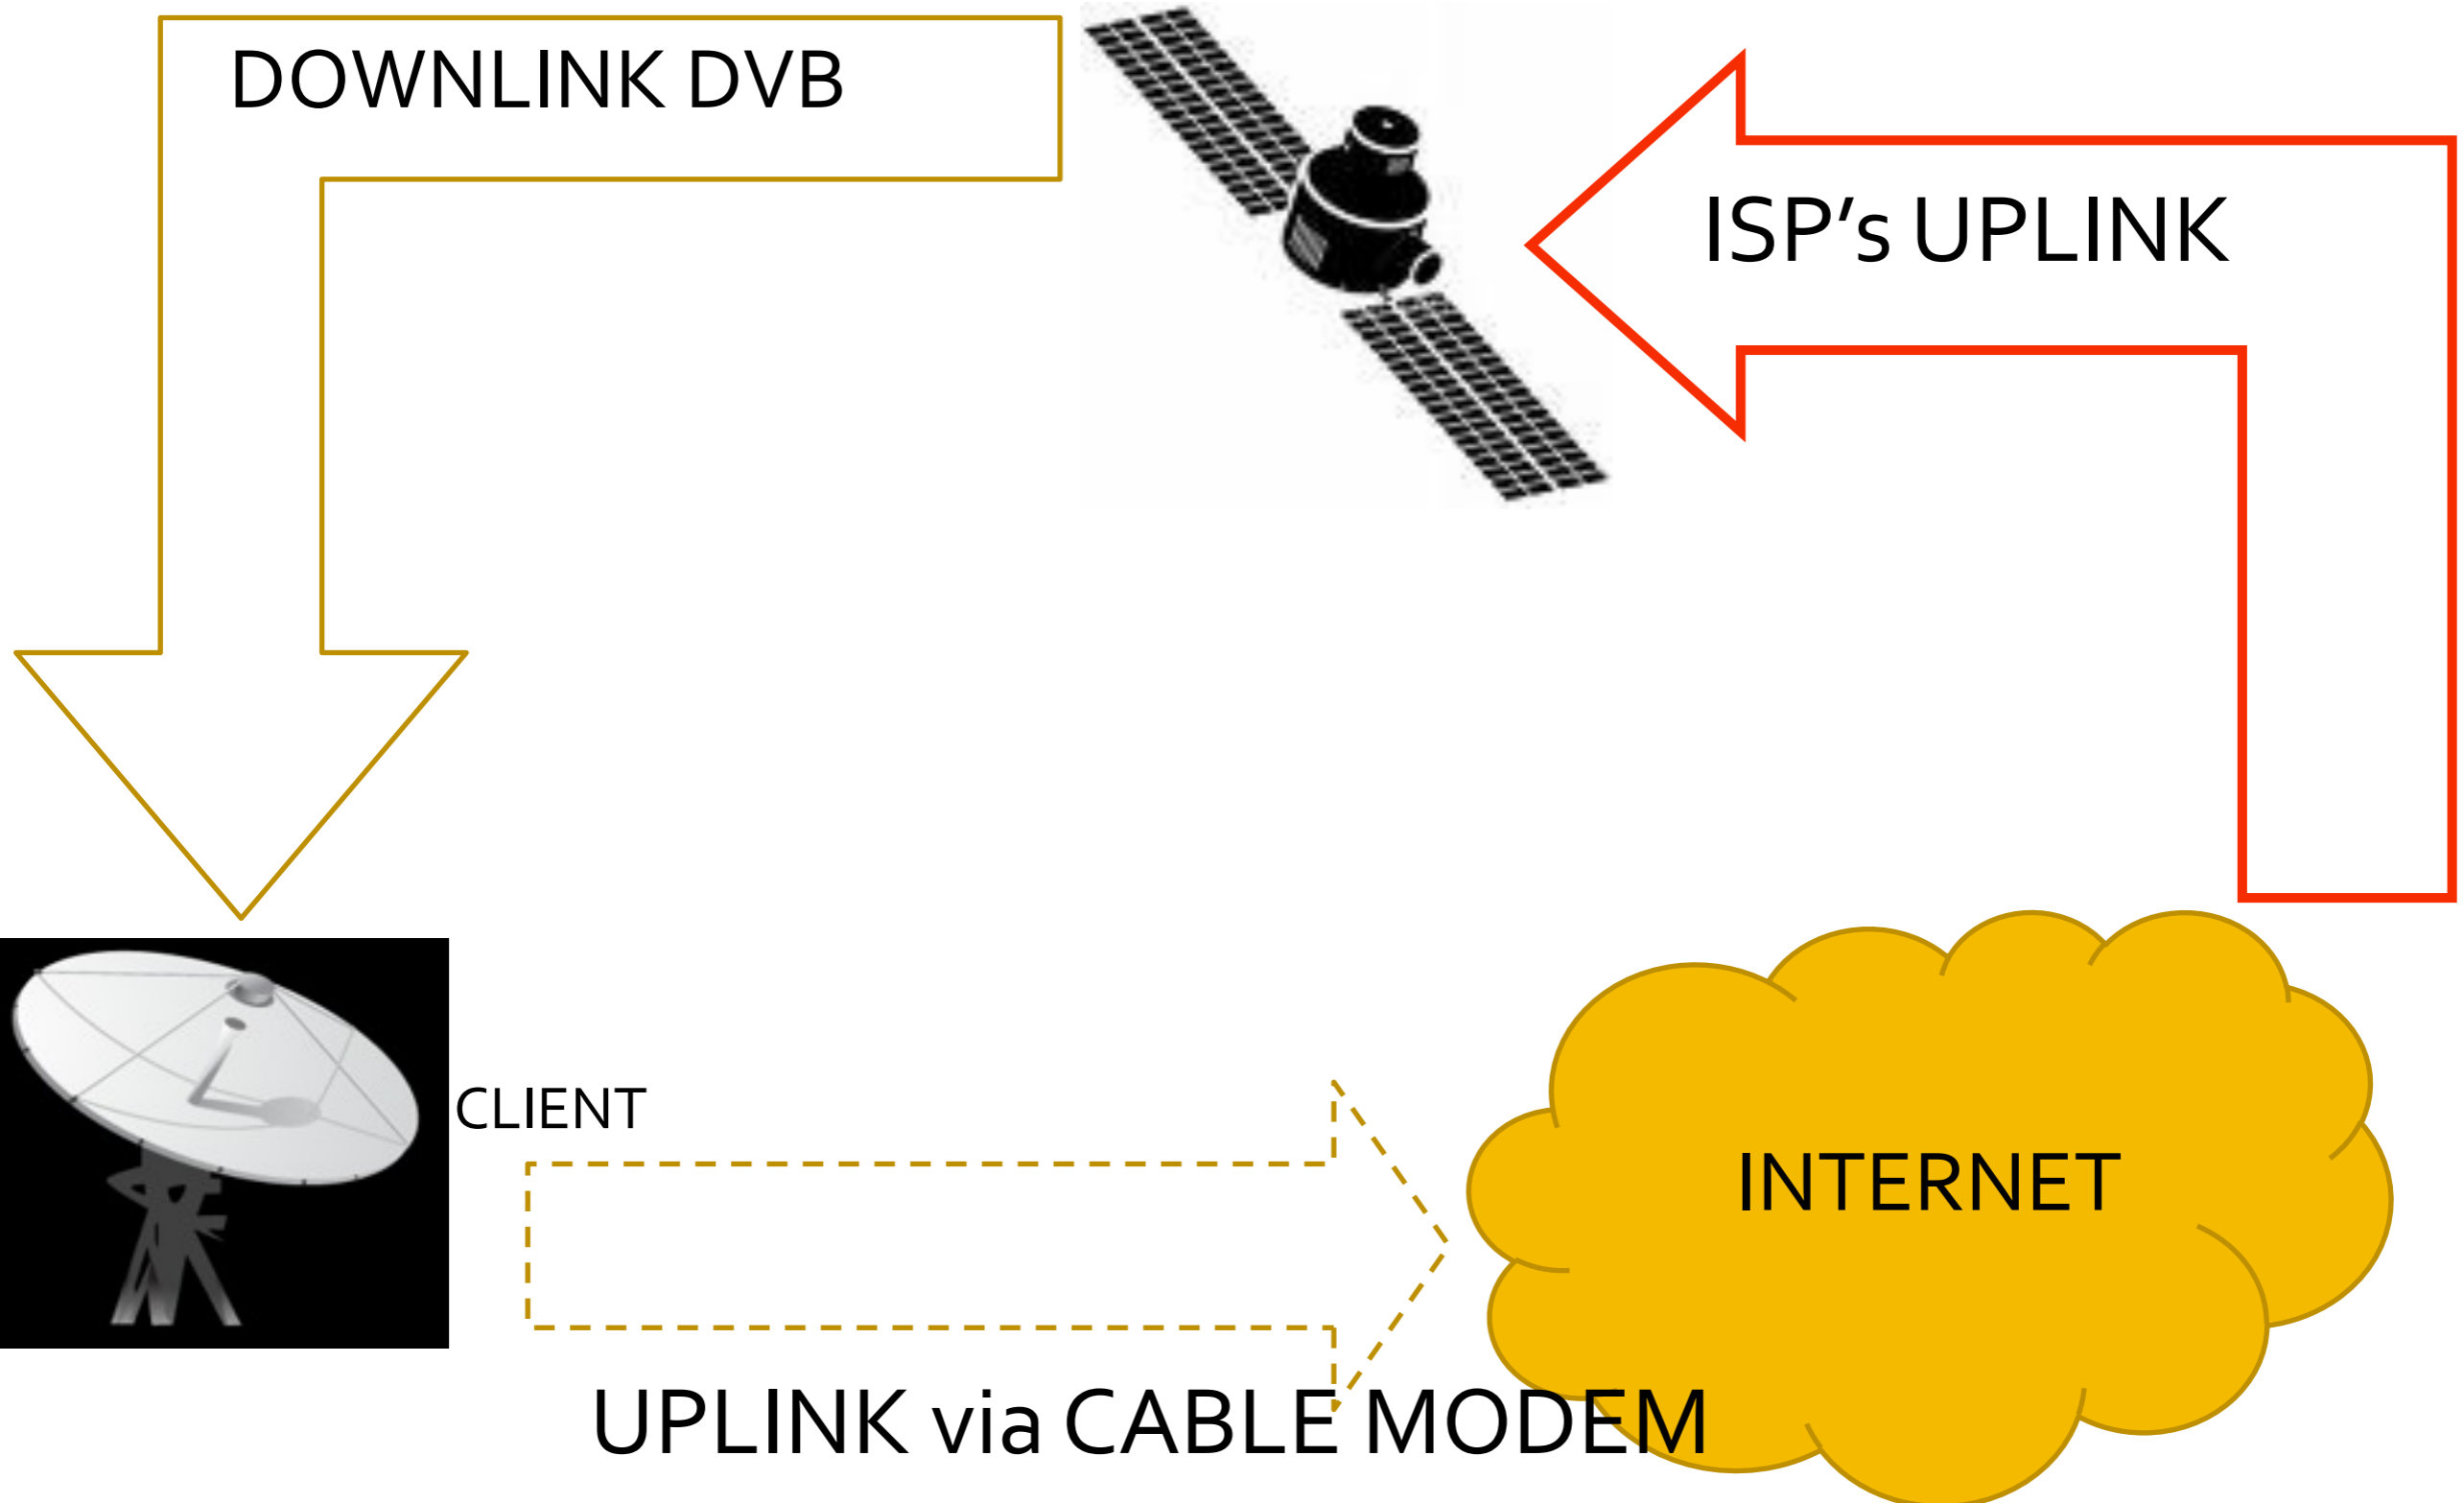 DOWNLINK DVB
ISP’s UPLINK
CLIENT
INTERNET
UPLINK via CABLE MODEM